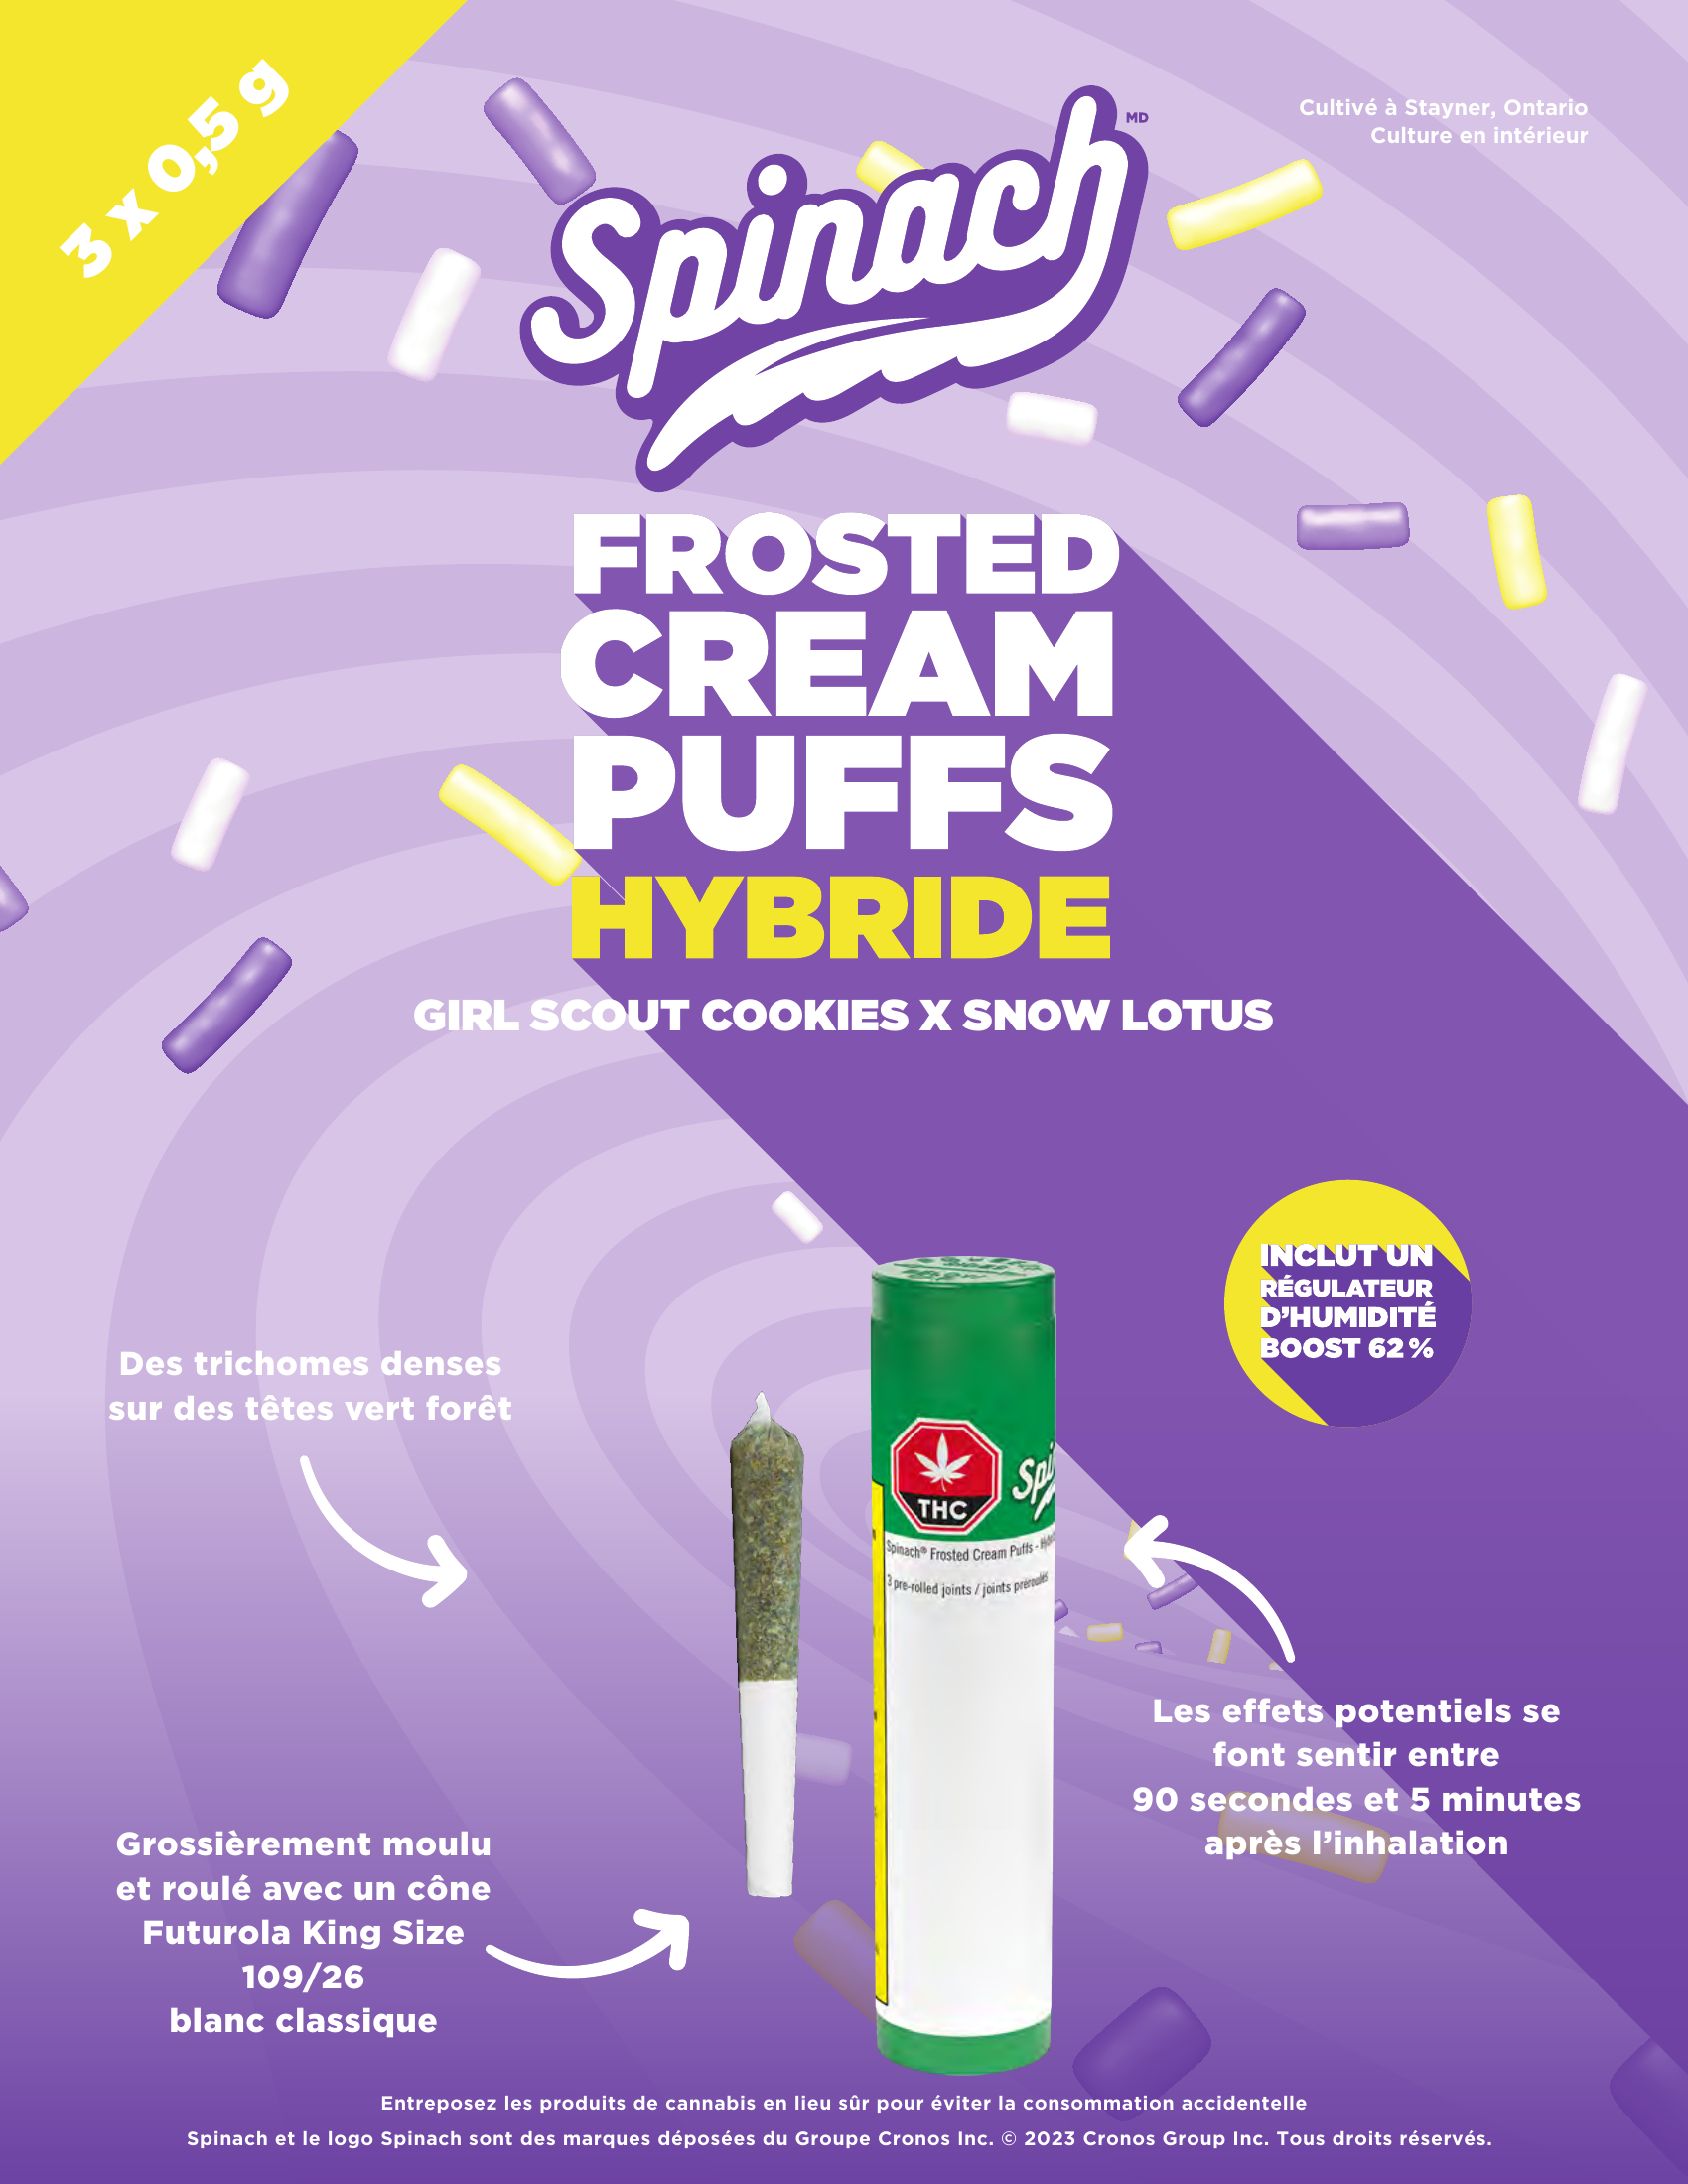 3 x 0,5 g
Spinach MD
Cultivé à Stayner, Ontario
Culture en intérieur
FROSTED
CREAM
PUFFS
HYBRIDE
GIRL SCOUT COOKIES X SNOW LOTUS
INCLUT UN
RÉGULATEUR
D'HUMIDITÉ
BOOST 62 %
Des trichomes denses
sur des têtes vert forêt
THC
Spinach® Frosted Cream Puffs -
3 pre-rolled joints / joints préroulés
Les effets potentiels se
font sentir entre
90 secondes et 5 minutes
après l'inhalation
Grossièrement moulu
et roulé avec un cône
Futurola King Size
109/26
blanc classique
Entreposez les produits de cannabis en lieu sûr pour éviter la consommation accidentelle
Spinach et le logo Spinach sont des marques déposées du Groupe Cronos Inc. © 2023 Cronos Group Inc. Tous droits réservés.